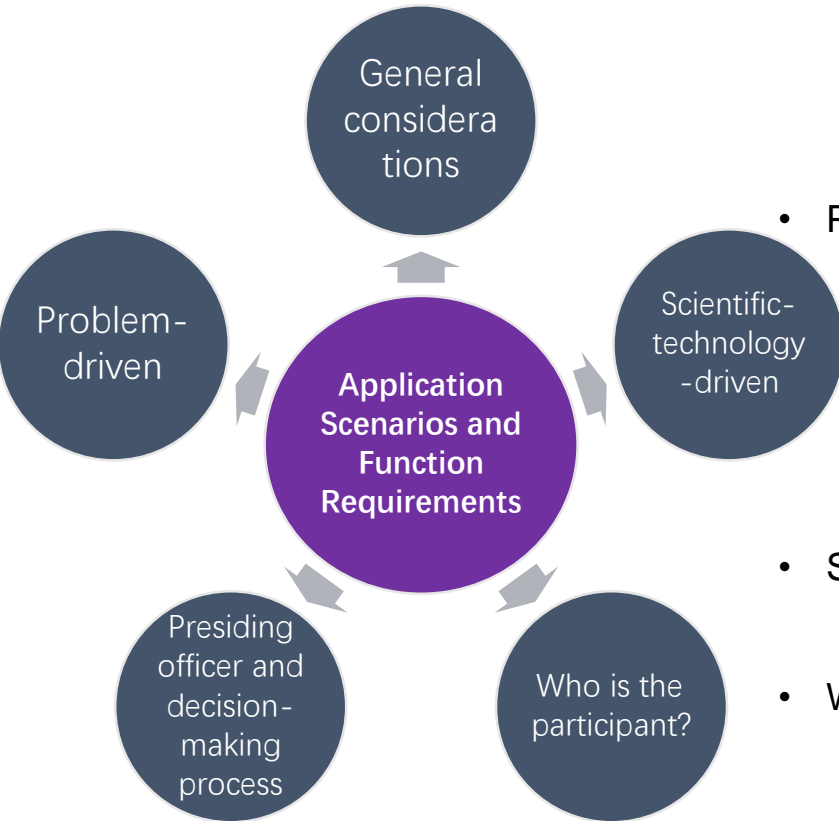 General
considera
tions
Problem-
driven
Scientific-
technology
-driven
Application
Scenarios and
Function
Requirements
Presiding
officer and
decision-
making
process
Who is the
participant?